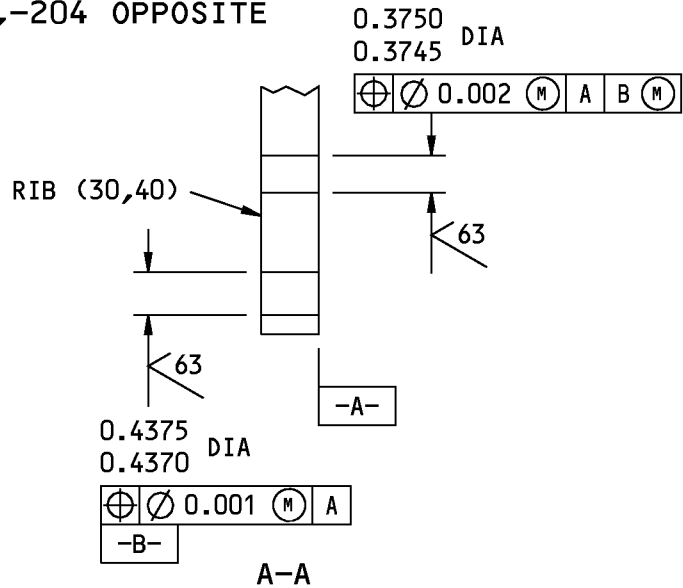 ,-204 OPPOSITE
0.3750
0.3745 DIA
⌖ ⌀ 0.002 Ⓜ A B Ⓜ
RIB (30,40)
63
63
-A-
0.4375
0.4370 DIA
⌖ ⌀ 0.001 Ⓜ A
-B-
A-A